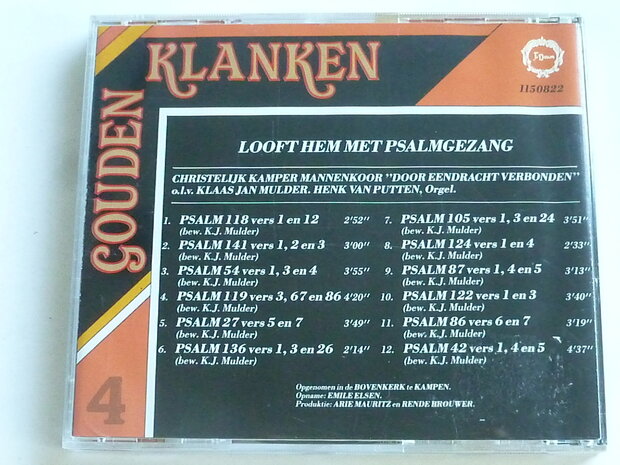 GOUDEN
KLANKEN
TeDeum
1150822
LOOFT HEM MET PSALMGEZANG
CHRISTELIJK KAMPER MANNENKOOR "DOOR EENDRACHT VERBONDEN"
o.l.v. KLAAS JAN MULDER. HENK VAN PUTTEN, Orgel.
1. PSALM 118 vers 1 en 12 2'52''
(bew. K.J. Mulder)
2. PSALM 141 vers 1, 2 en 3 3'00''
(bew. K.J. Mulder)
3. PSALM 54 vers 1, 3 en 4 3'55''
(bew. K.J. Mulder)
4. PSALM 119 vers 3, 67 en 86 4'20''
(bew. K.J. Mulder)
5. PSALM 27 vers 5 en 7 3'49''
(bew. K.J. Mulder)
6. PSALM 136 vers 1, 3 en 26 2'14''
(bew. K.J. Mulder)
7. PSALM 105 vers 1, 3 en 24 3'51''
(bew. K.J. Mulder)
8. PSALM 124 vers 1 en 4 2'33''
(bew. K.J. Mulder)
9. PSALM 87 vers 1, 4 en 5 3'13''
(bew. K.J. Mulder)
10. PSALM 122 vers 1 en 3 3'40''
(bew. K.J. Mulder)
11. PSALM 86 vers 6 en 7 3'19''
(bew. K.J. Mulder)
12. PSALM 42 vers 1, 4 en 5 4'37''
(bew. K.J. Mulder)
Opgenomen in de BOVENKERK te KAMPEN.
Opname: EMILE ELSEN.
Produktie: ARIE MAURITZ en RENDE BROUWER.
4